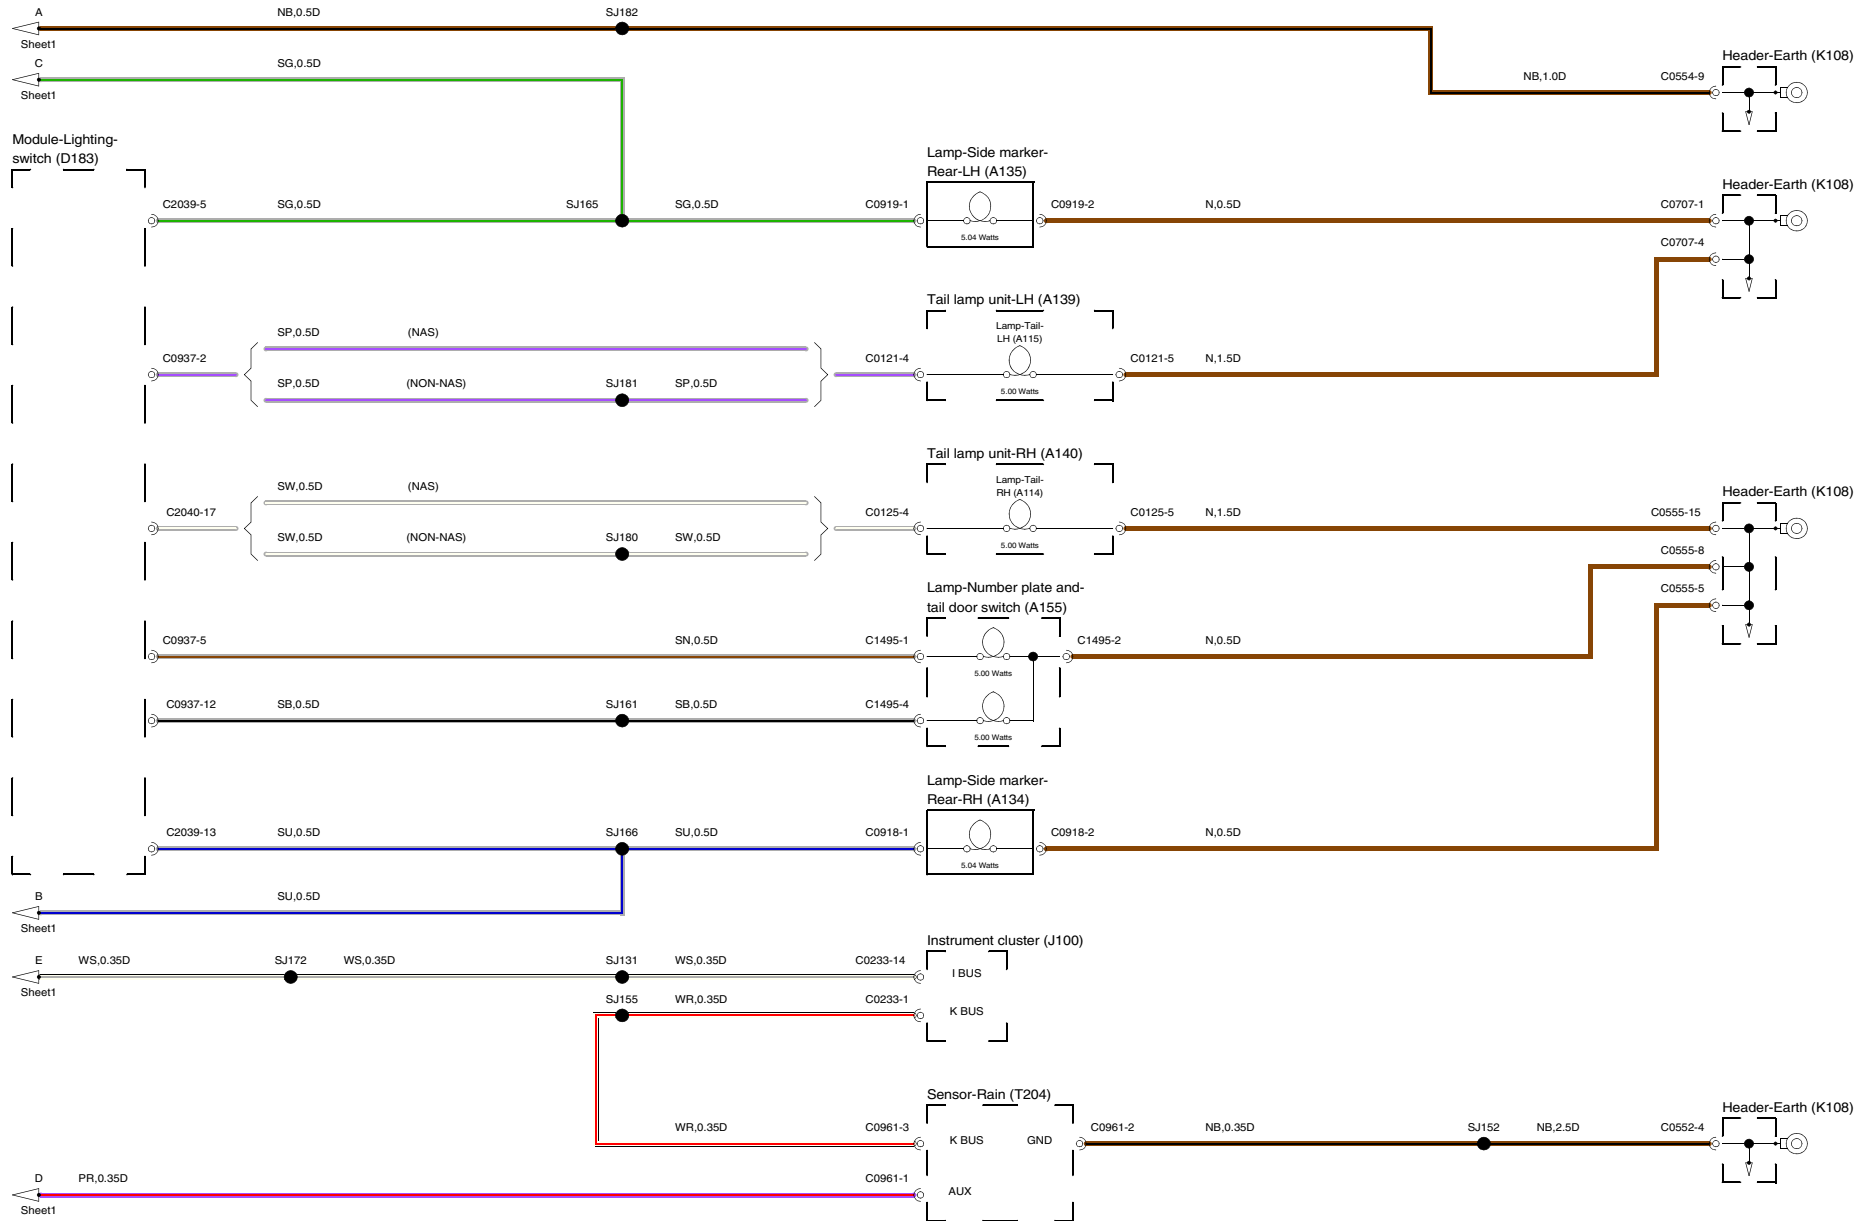 A
NB,0.5D
SJ182
Sheet1
Header-Earth (K108)
NB,1.0D
C0554-9
C
SG,0.5D
Sheet1
Module-Lighting-
switch (D183)
Lamp-Side marker-
Rear-LH (A135)
Header-Earth (K108)
C2039-5
SG,0.5D
SJ165
SG,0.5D
C0919-1
5.04 Watts
C0919-2
N,0.5D
C0707-1
C0707-4
Tail lamp unit-LH (A139)
SP,0.5D
(NAS)
Lamp-Tail-
LH (A115)
C0937-2
C0121-4
C0121-5
N,1.5D
SP,0.5D
(NON-NAS)
SJ181
SP,0.5D
5.00 Watts
Tail lamp unit-RH (A140)
SW,0.5D
(NAS)
Lamp-Tail-
RH (A114)
Header-Earth (K108)
C2040-17
C0125-4
C0125-5
N,1.5D
C0555-15
SW,0.5D
(NON-NAS)
SJ180
SW,0.5D
5.00 Watts
C0555-8
C0555-5
Lamp-Number plate and-
tail door switch (A155)
C0937-5
SN,0.5D
C1495-1
C1495-2
N,0.5D
5.00 Watts
C0937-12
SB,0.5D
SJ161
SB,0.5D
C1495-4
5.00 Watts
Lamp-Side marker-
Rear-RH (A134)
C2039-13
SU,0.5D
SJ166
SU,0.5D
C0918-1
C0918-2
N,0.5D
5.04 Watts
B
SU,0.5D
Sheet1
Instrument cluster (J100)
E
WS,0.35D
SJ172
WS,0.35D
SJ131
WS,0.35D
C0233-14
I BUS
Sheet1
SJ155
WR,0.35D
C0233-1
K BUS
Sensor-Rain (T204)
Header-Earth (K108)
WR,0.35D
C0961-3
K BUS
GND
C0961-2
NB,0.35D
SJ152
NB,2.5D
C0552-4
D
PR,0.35D
C0961-1
AUX
Sheet1